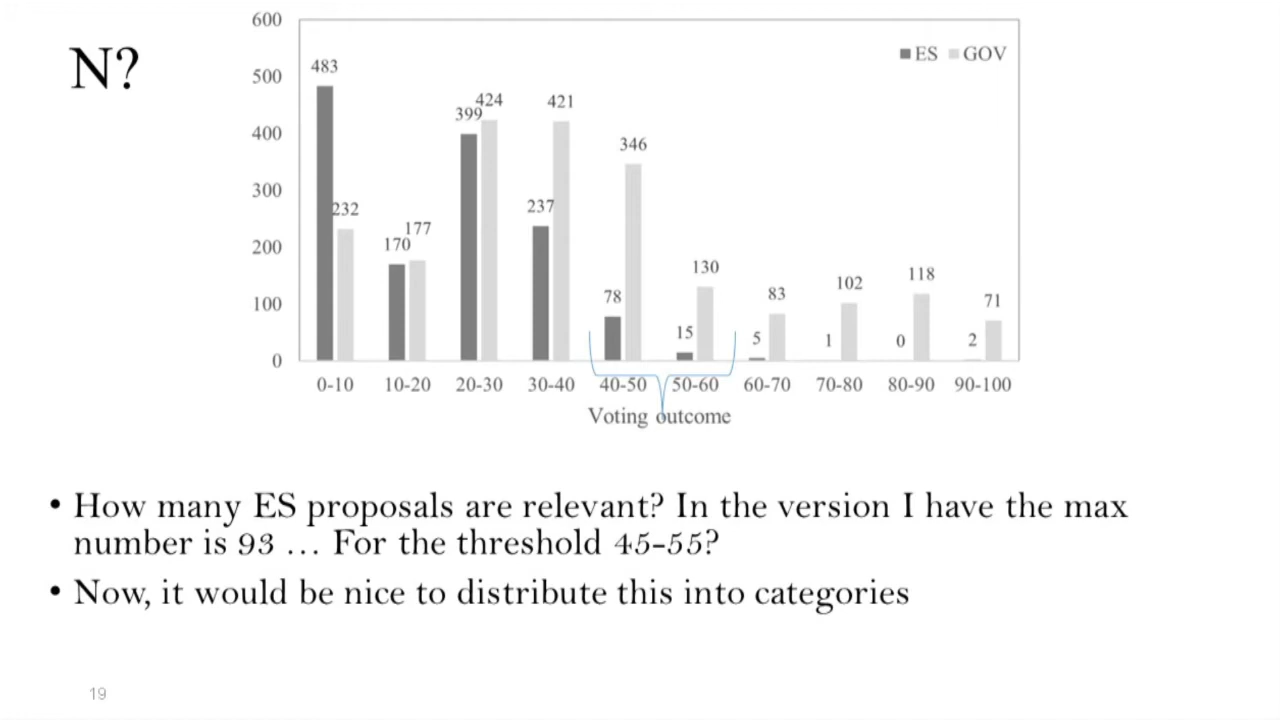 N?
600
500
400
300
200
100
0
ES GOV
483 232
170 177
399 424
237 421
78 346
15 130
5 83
1 102
0 118
2 71
0-10 10-20 20-30 30-40 40-50 50-60 60-70 70-80 80-90 90-100
Voting outcome
• How many ES proposals are relevant? In the version I have the max
number is 93 … For the threshold 45-55?
• Now, it would be nice to distribute this into categories
19